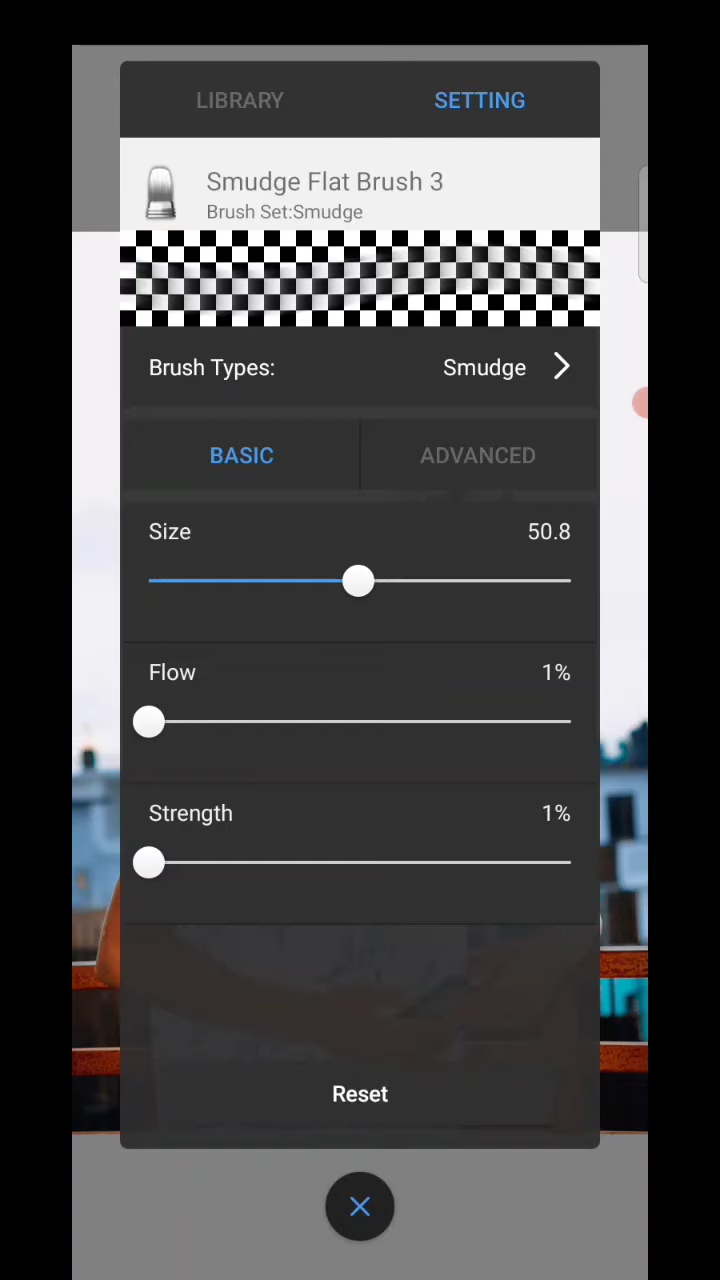 LIBRARY SETTING
Smudge Flat Brush 3
Brush Set:Smudge
Brush Types: Smudge
BASIC ADVANCED
Size 50.8
Flow 1%
Strength 1%
Reset